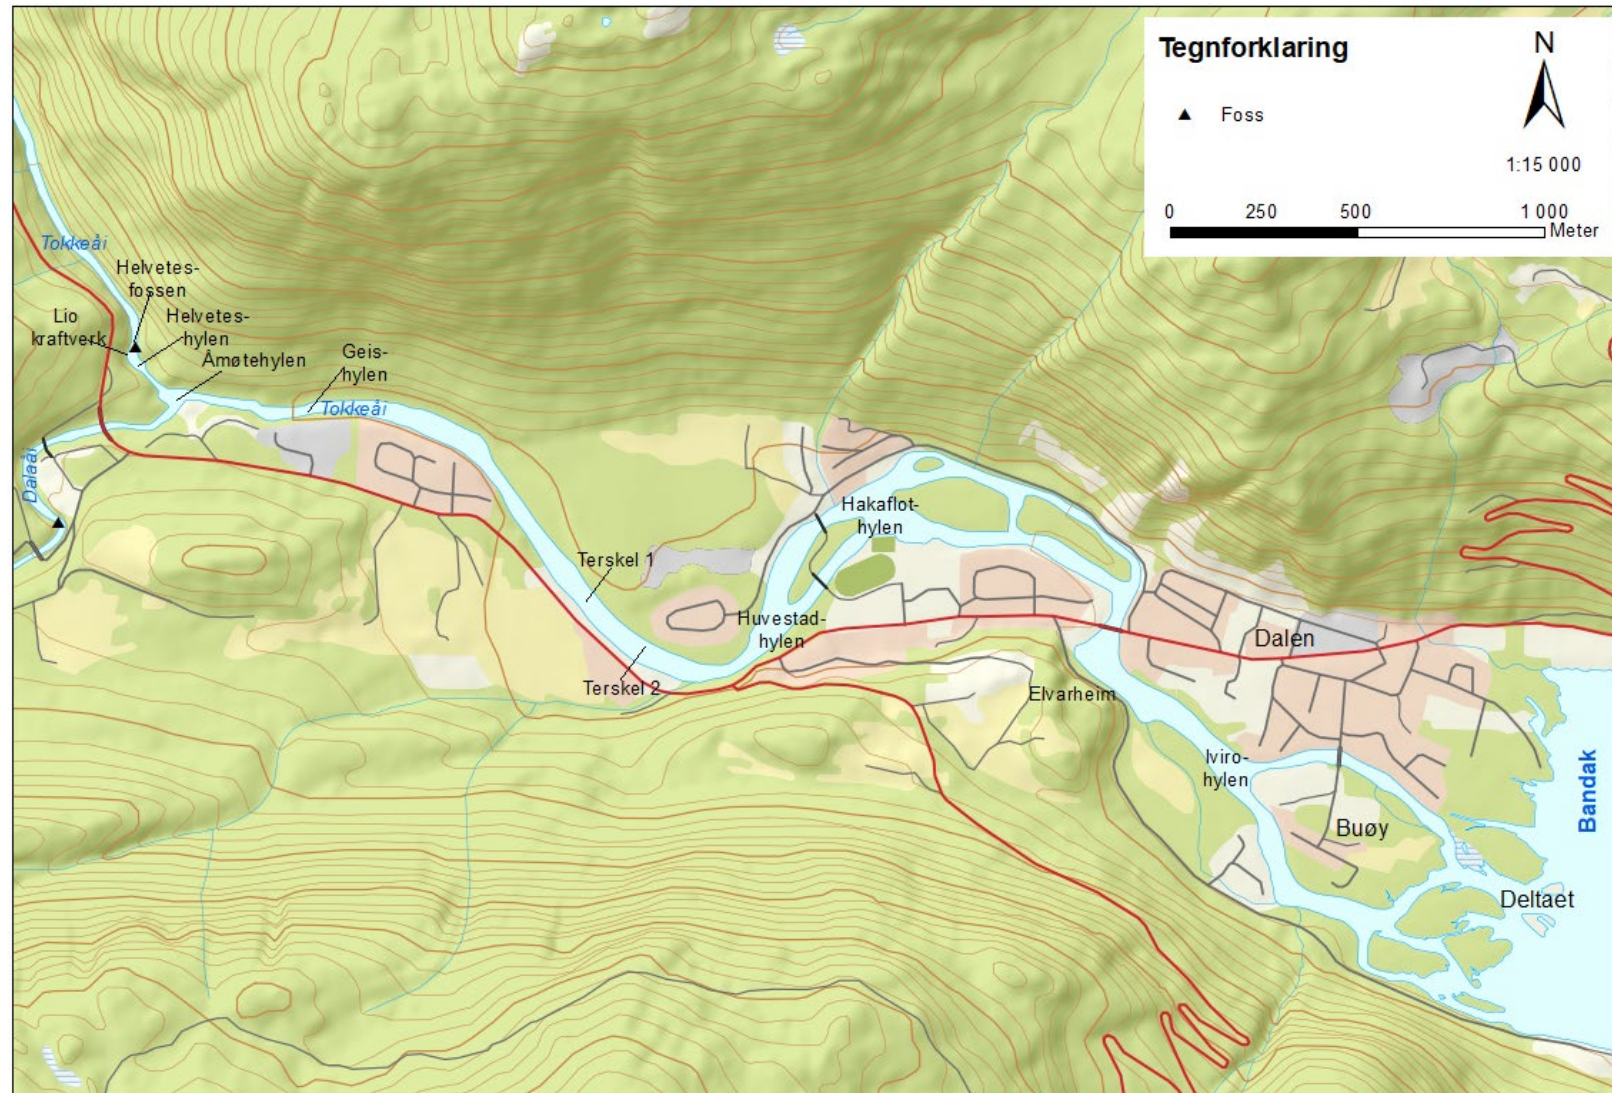 Tegnforklaring
N
Foss
1:15 000
0 250 500 1 000
Meter
Tokkeåi
Helvetes-
fossen
Lio
kraftverk
Helvetes-
hylen
Åmøtehylen
Geis-
hylen
Tokkeåi
Dalaåi
Hakaflot-
hylen
Terskel 1
Huvestad-
hylen
Terskel 2
Dalen
Elvarheim
Iviro-
hylen
Buøy
Bandak
Deltaet